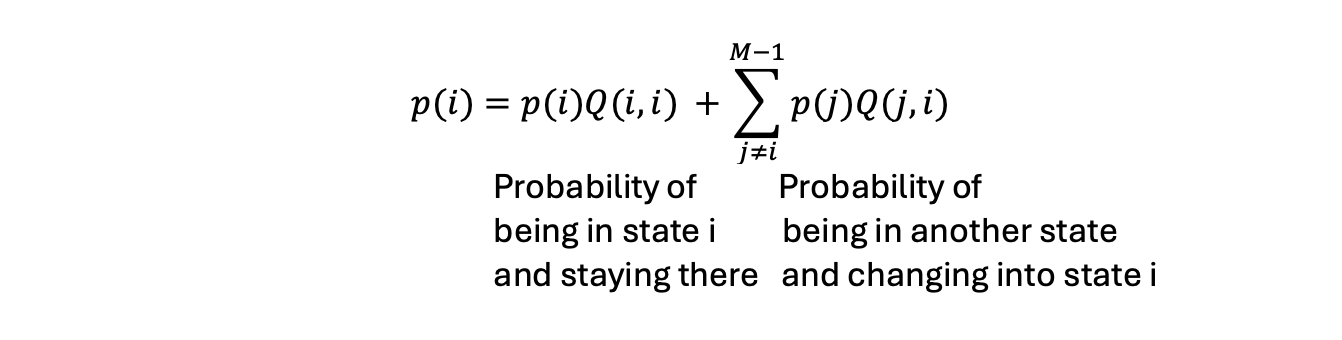 M−1
p(i) = p(i)Q(i, i) + ∑ p(j)Q(j, i)
j≠i
Probability of Probability of
being in state i being in another state
and staying there and changing into state i